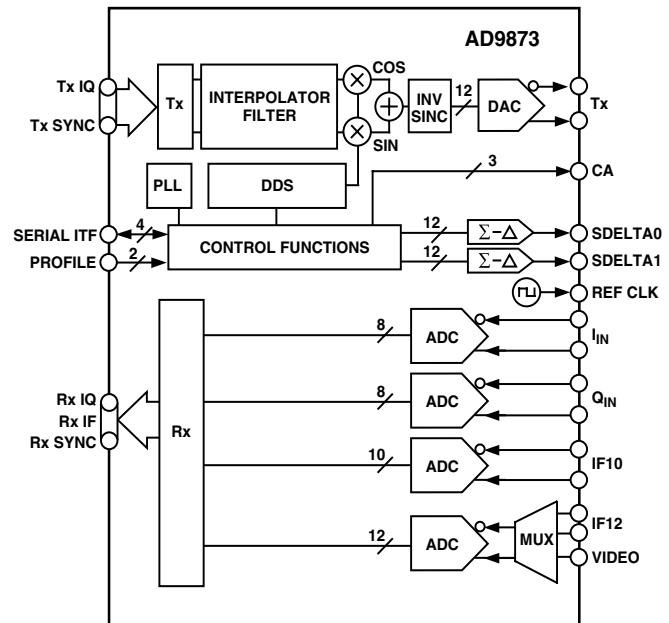 AD9873
COS
Tx IQ
Tx SYNC
Tx
INTERPOLATOR
FILTER
INV
SINC
12
DAC
Tx
SIN
3
CA
PLL
DDS
SERIAL ITF
4
CONTROL FUNCTIONS
12
Σ–Δ
SDELTA0
PROFILE
2
12
Σ–Δ
SDELTA1
REF CLK
8
ADC
IIN
Rx IQ
Rx IF
Rx SYNC
Rx
8
ADC
QIN
10
ADC
IF10
12
ADC
MUX
IF12
VIDEO